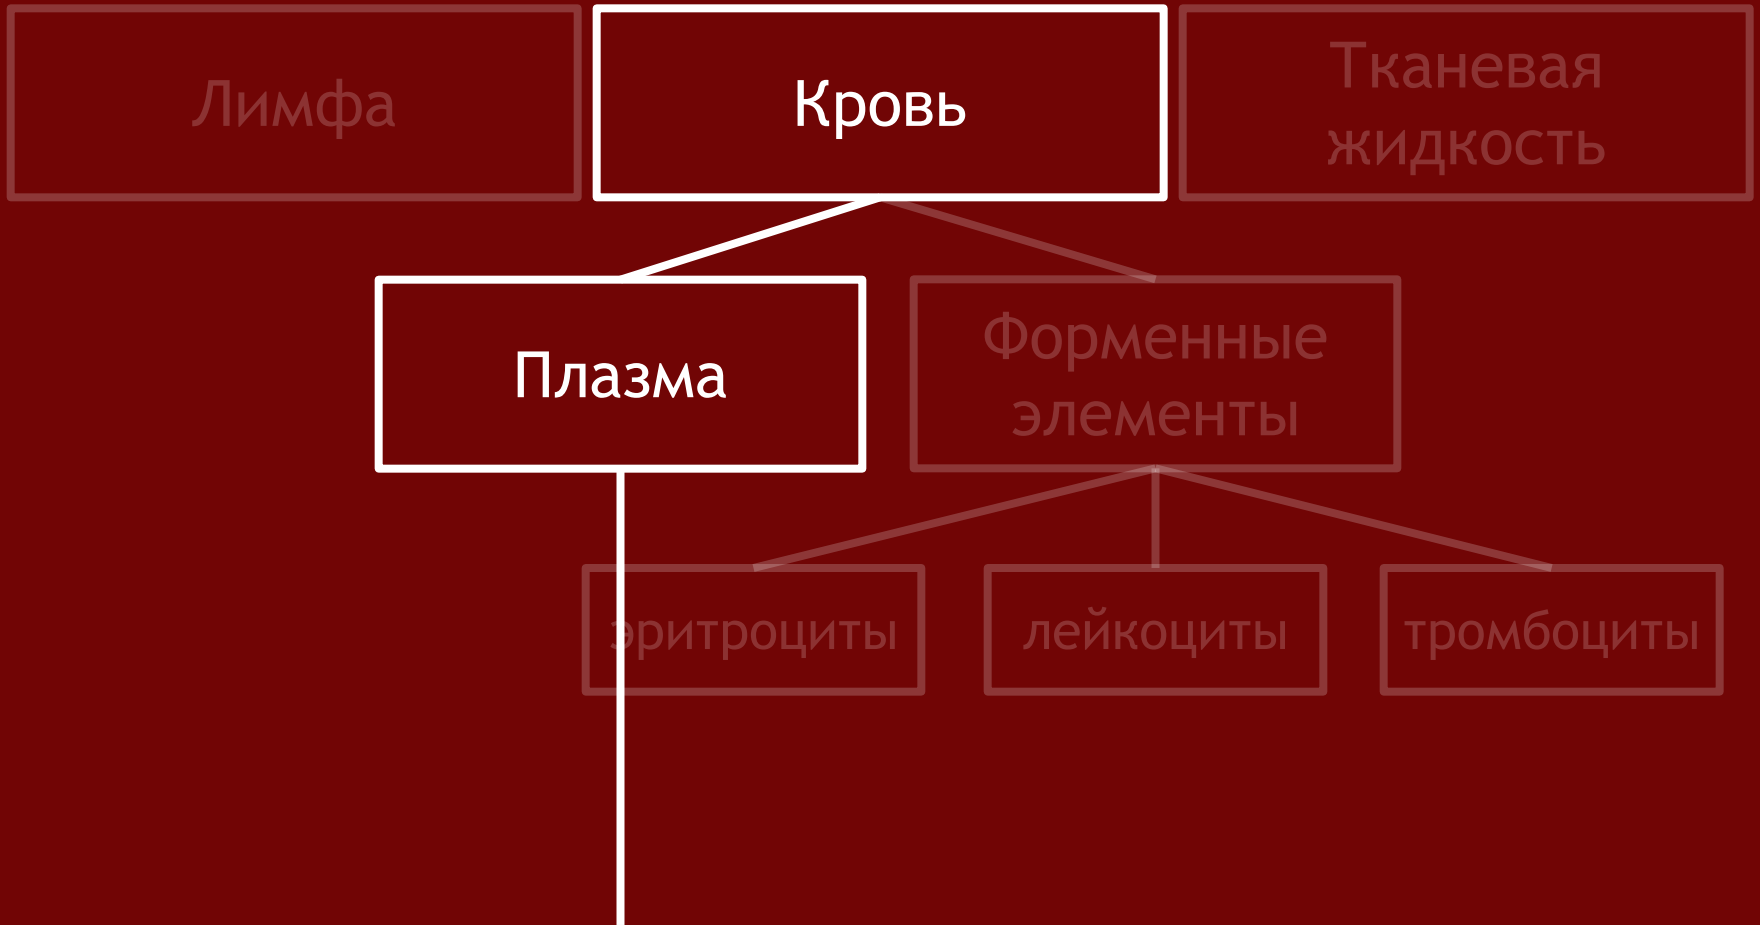 Лимфа
Кровь
Тканевая
жидкость
Плазма
Форменные
элементы
эритроциты
лейкоциты
тромбоциты